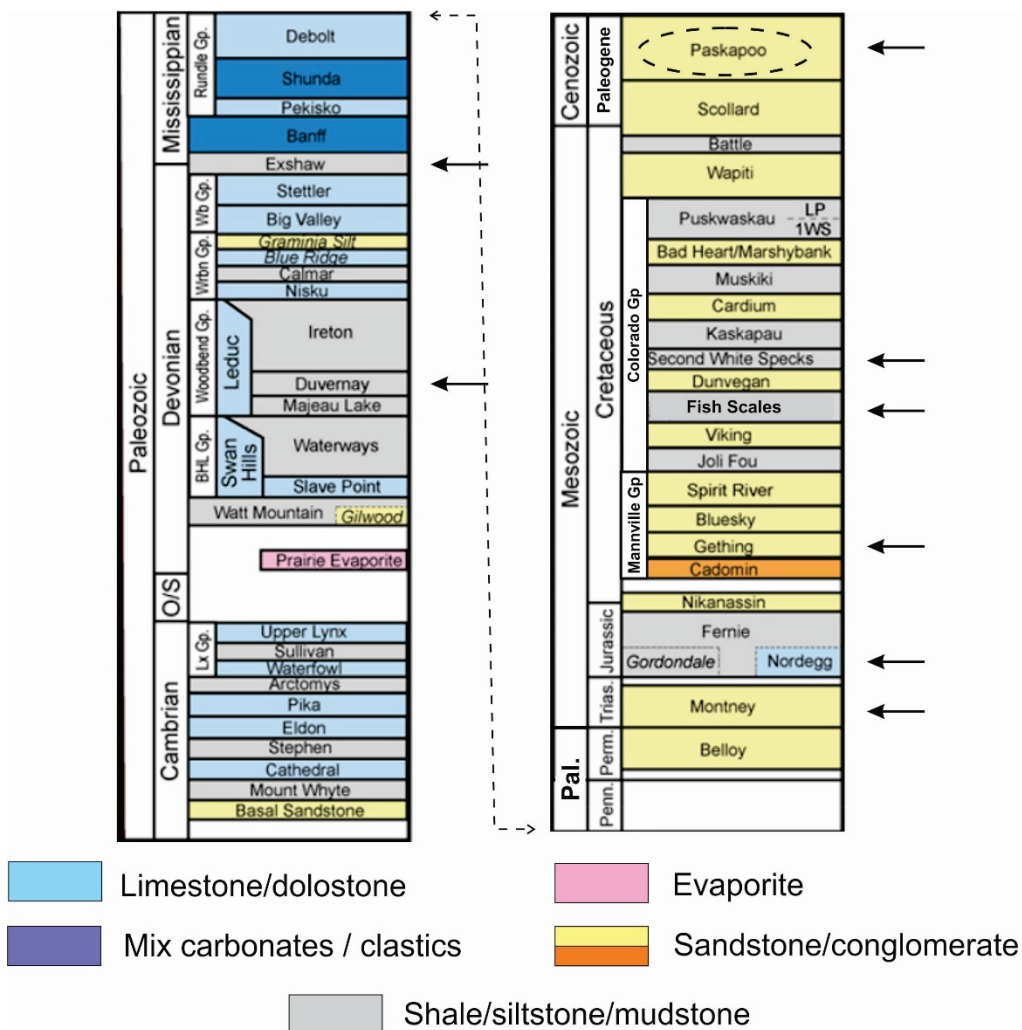 Paleozoic
Mississippian
Rundle Gp.
Debolt
Shunda
Pekisko
Banff
Exshaw
Devonian
Wb Gp.
Stettler
Big Valley
Wrbn Gp.
Graminia Silt
Blue Ridge
Calmar
Nisku
Woodbend Gp.
Leduc
Ireton
Duvernay
Majeau Lake
BHL Gp.
Swan
Hills
Waterways
Slave Point
Watt Mountain
Gilwood
Prairie Evaporite
O/S
Cambrian
Lx Gp.
Upper Lynx
Sullivan
Waterfowl
Arctomys
Pika
Eldon
Stephen
Cathedral
Mount Whyte
Basal Sandstone
Cenozoic
Paleogene
Paskapoo
Scollard
Mesozoic
Cretaceous
Battle
Wapiti
Colorado Gp
Puskwaskau
LP
1WS
Bad Heart/Marshybank
Muskiki
Cardium
Kaskapau
Second White Specks
Dunvegan
Fish Scales
Viking
Joli Fou
Mannville Gp
Spirit River
Bluesky
Gething
Cadomin
Jurassic
Nikanassin
Fernie
Gordondale
Nordegg
Trias.
Montney
Pal.
Perm.
Belloy
Penn.
Limestone/dolostone
Evaporite
Mix carbonates / clastics
Sandstone/conglomerate
Shale/siltstone/mudstone